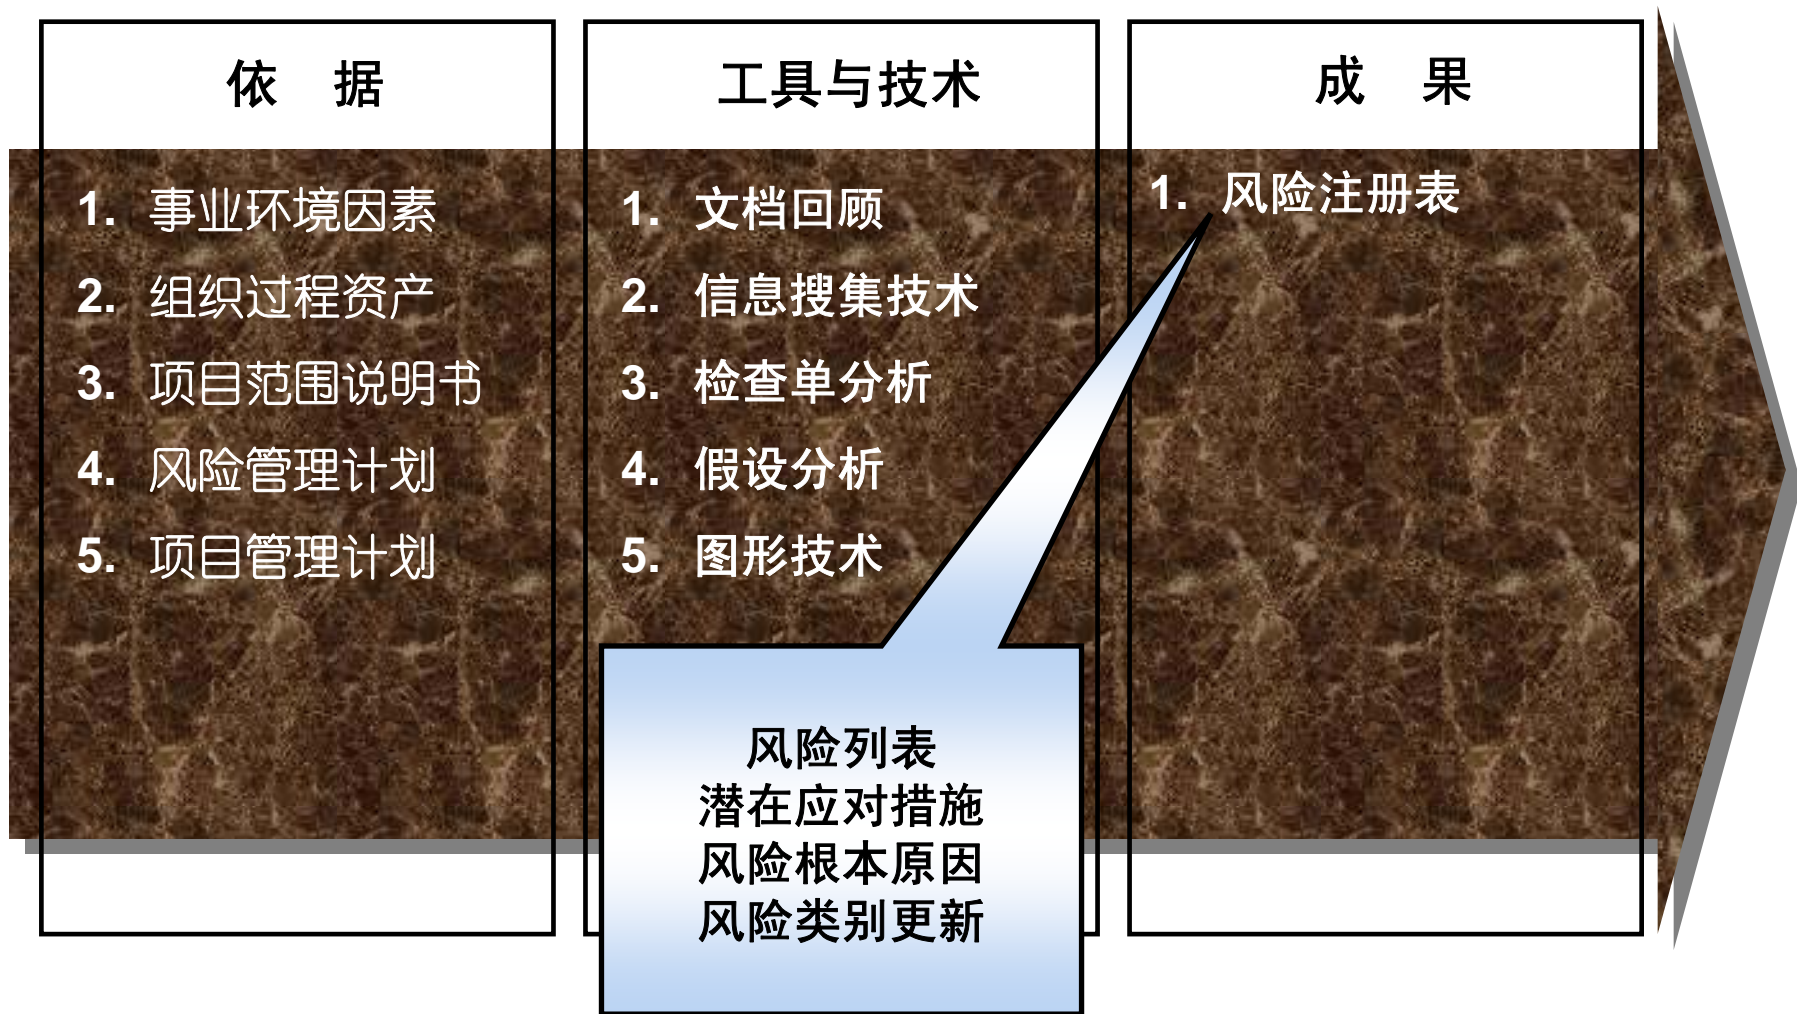 依 据
1. 事业环境因素
2. 组织过程资产
3. 项目范围说明书
4. 风险管理计划
5. 项目管理计划
工具与技术
1. 文档回顾
2. 信息搜集技术
3. 检查单分析
4. 假设分析
5. 图形技术
成 果
1. 风险注册表
风险列表
潜在应对措施
风险根本原因
风险类别更新